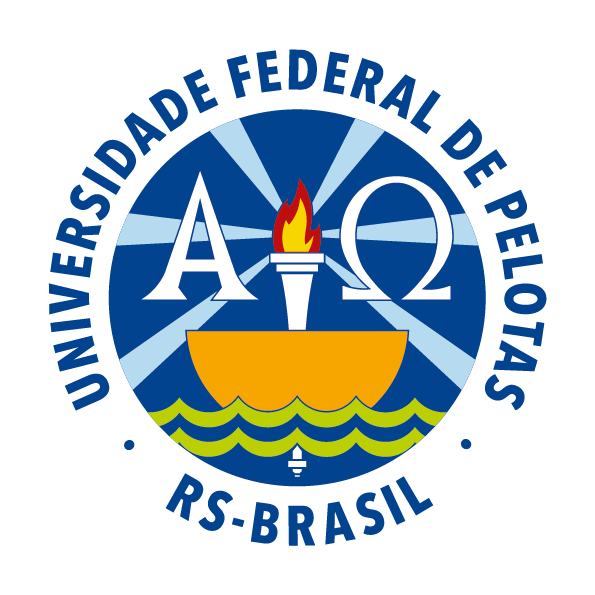 UNIVERSIDADE FEDERAL DE PELOTAS
Α Ω
RS-BRASIL